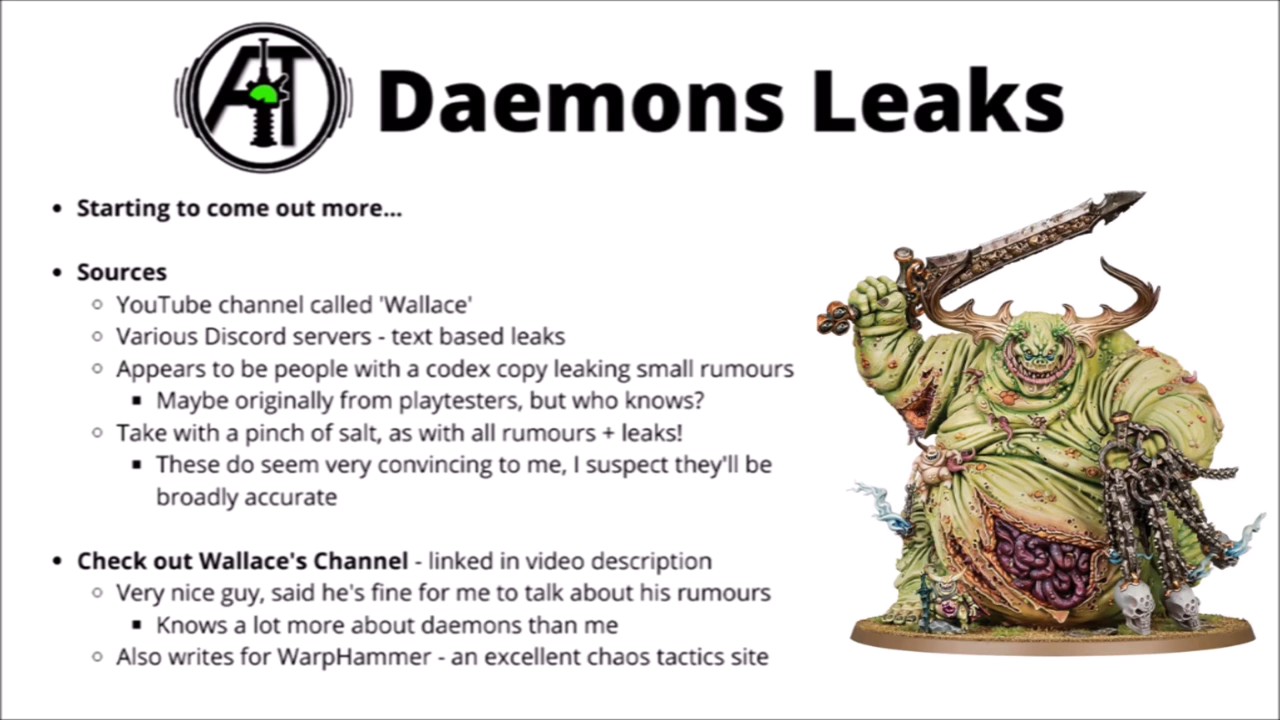 AT
Daemons Leaks
• Starting to come out more...
• Sources
○ YouTube channel called 'Wallace'
○ Various Discord servers - text based leaks
○ Appears to be people with a codex copy leaking small rumours
▪ Maybe originally from playtesters, but who knows?
○ Take with a pinch of salt, as with all rumours + leaks!
▪ These do seem very convincing to me, I suspect they'll be
broadly accurate
• Check out Wallace's Channel - linked in video description
○ Very nice guy, said he's fine for me to talk about his rumours
▪ Knows a lot more about daemons than me
○ Also writes for WarpHammer - an excellent chaos tactics site